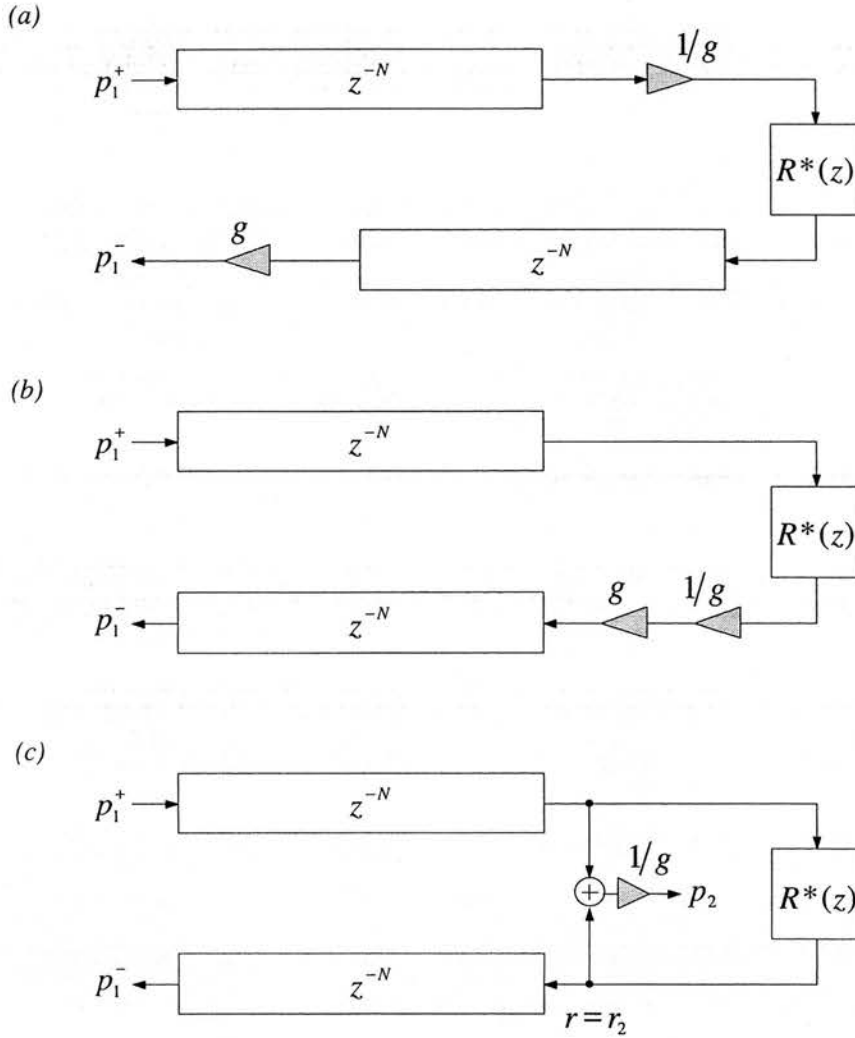 (a)
1/g
p₁⁺ z⁻ᴺ
R*(z)
g
p₁⁻ z⁻ᴺ
(b)
p₁⁺ z⁻ᴺ
R*(z)
g 1/g
p₁⁻ z⁻ᴺ
(c)
p₁⁺ z⁻ᴺ
1/g
+ p₂ R*(z)
p₁⁻ z⁻ᴺ
r = r₂